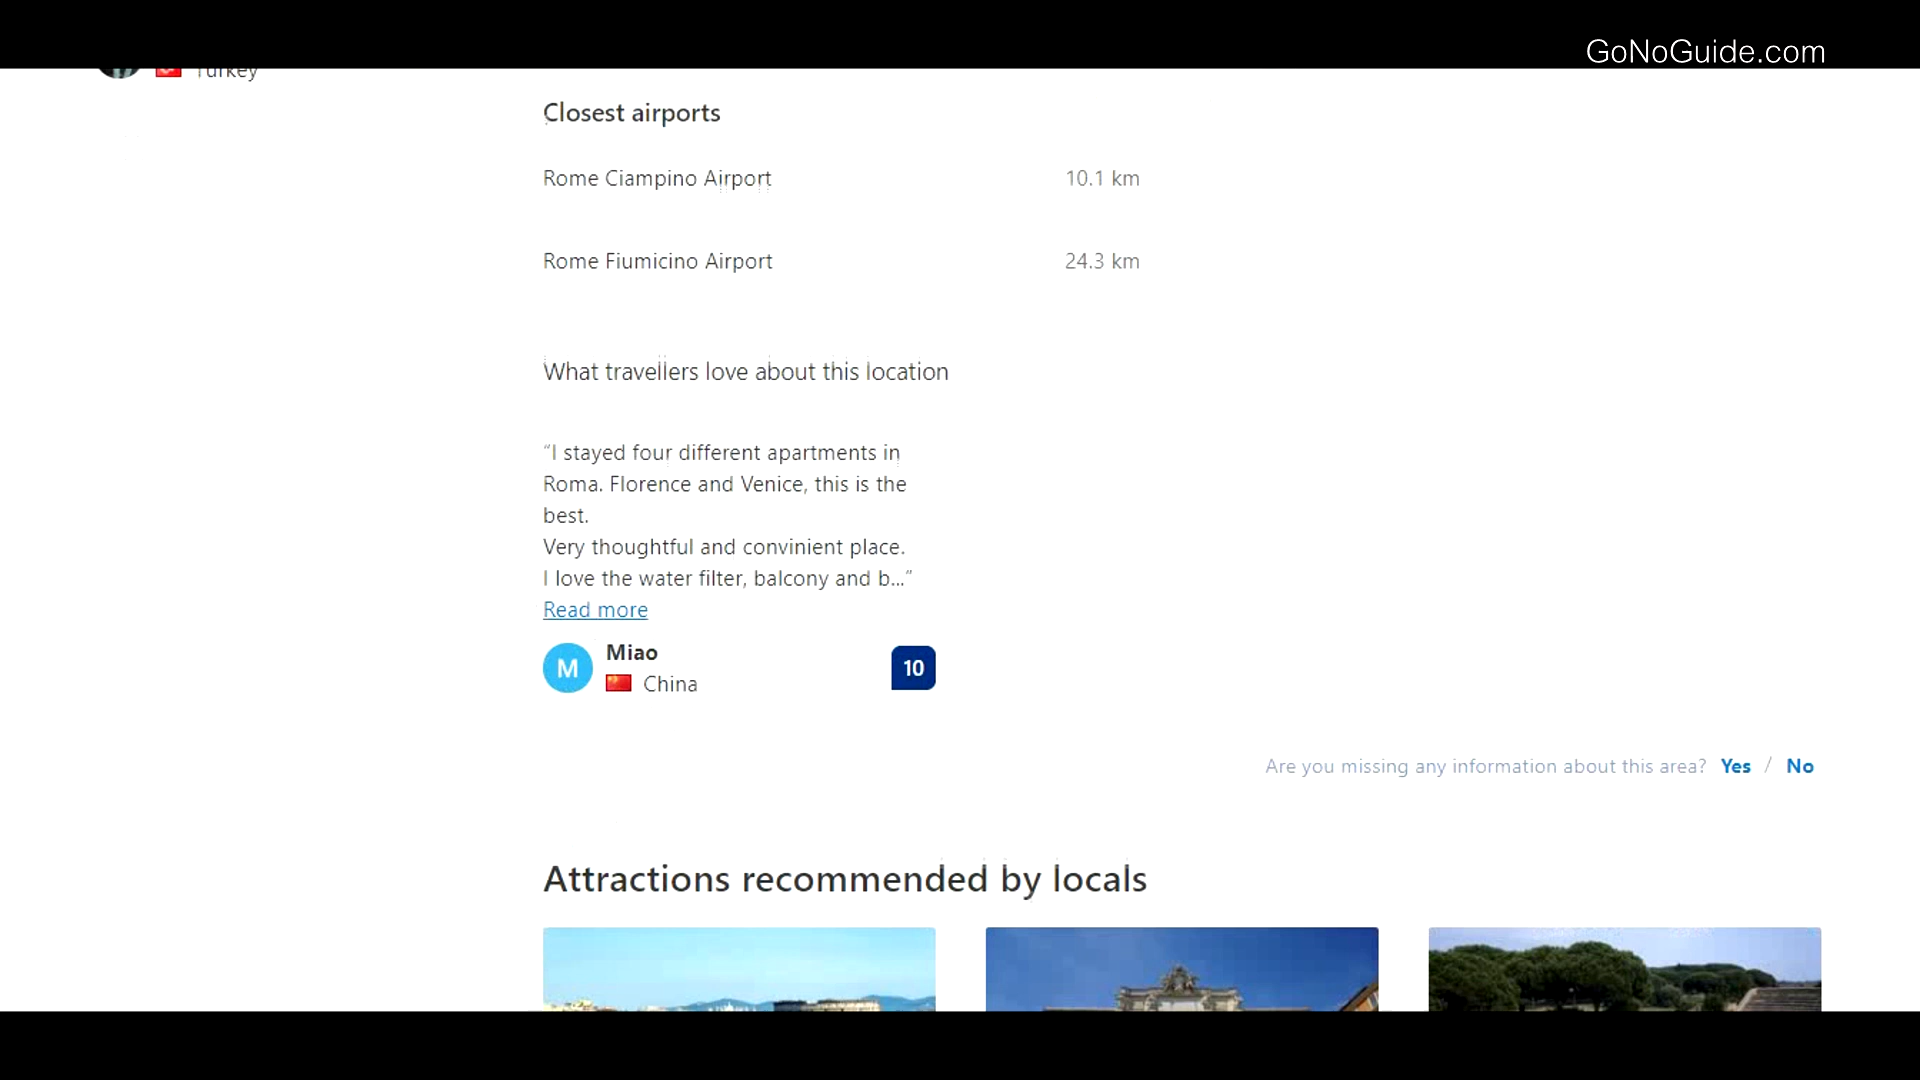 GoNoGuide.com
Turkey
Closest airports
Rome Ciampino Airport 10.1 km
Rome Fiumicino Airport 24.3 km
What travellers love about this location
“I stayed four different apartments in
Roma. Florence and Venice, this is the
best.
Very thoughtful and convinient place.
I love the water filter, balcony and b...”
Read more
M Miao 10
China
Are you missing any information about this area? Yes / No
Attractions recommended by locals